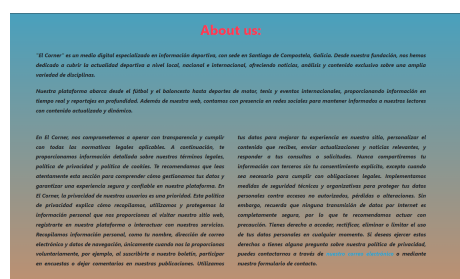 About us:
"El Corner" es un medio digital especializado en información deportiva, con sede en Santiago de Compostela, Galicia. Desde nuestra fundación, nos hemos
dedicado a cubrir la actualidad deportiva a nivel local, nacional e internacional, ofreciendo noticias, análisis y contenido exclusivo sobre una amplia
variedad de disciplinas.
Nuestra plataforma abarca desde el fútbol y el baloncesto hasta deportes de motor, tenis y eventos internacionales, proporcionando información en
tiempo real y reportajes en profundidad. Además de nuestra web, contamos con presencia en redes sociales para mantener informados a nuestros lectores
con contenido actualizado y dinámico.
En El Corner, nos comprometemos a operar con transparencia y cumplir
con todas las normativas legales aplicables. A continuación, te
proporcionamos información detallada sobre nuestros términos legales,
política de privacidad y política de cookies. Te recomendamos que leas
atentamente esta sección para comprender cómo gestionamos tus datos y
garantizar una experiencia segura y confiable en nuestra plataforma. En
El Corner, la privacidad de nuestros usuarios es una prioridad. Esta política
de privacidad explica cómo recopilamos, utilizamos y protegemos la
información personal que nos proporcionas al visitar nuestro sitio web,
registrarte en nuestra plataforma o interactuar con nuestros servicios.
Recopilamos información personal, como tu nombre, dirección de correo
electrónico y datos de navegación, únicamente cuando nos la proporcionas
voluntariamente, por ejemplo, al suscribirte a nuestro boletín, participar
en encuestas o dejar comentarios en nuestras publicaciones. Utilizamos
tus datos para mejorar tu experiencia en nuestro sitio, personalizar el
contenido que recibes, enviar actualizaciones y noticias relevantes, y
responder a tus consultas o solicitudes. Nunca compartiremos tu
información con terceros sin tu consentimiento explícito, excepto cuando
sea necesario para cumplir con obligaciones legales. Implementamos
medidas de seguridad técnicas y organizativas para proteger tus datos
personales contra accesos no autorizados, pérdidas o alteraciones. Sin
embargo, recuerda que ninguna transmisión de datos por internet es
completamente segura, por lo que te recomendamos actuar con
precaución. Tienes derecho a acceder, rectificar, eliminar o limitar el uso
de tus datos personales en cualquier momento. Si deseas ejercer estos
derechos o tienes alguna pregunta sobre nuestra política de privacidad,
puedes contactarnos a través de nuestro correo electrónico o mediante
nuestro formulario de contacto.